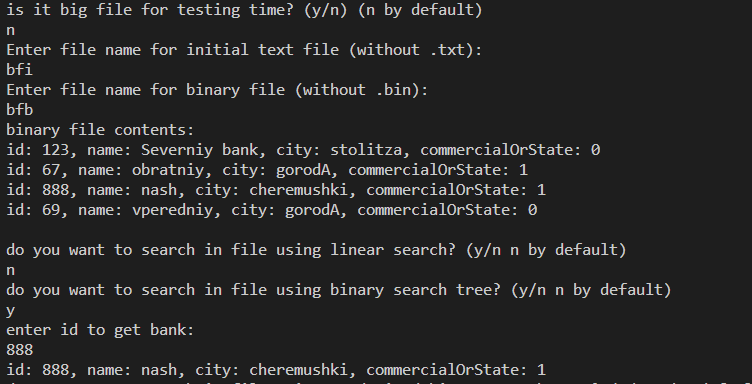 is it big file for testing time? (y/n) (n by default)
n
Enter file name for initial text file (without .txt):
bfi
Enter file name for binary file (without .bin):
bfb
binary file contents:
id: 123, name: Severniy bank, city: stolitza, commercialOrState: 0
id: 67, name: obratniy, city: gorodA, commercialOrState: 1
id: 888, name: nash, city: cheremushki, commercialOrState: 1
id: 69, name: vperedniy, city: gorodA, commercialOrState: 0
do you want to search in file using linear search? (y/n n by default)
n
do you want to search in file using binary search tree? (y/n n by default)
y
enter id to get bank:
888
id: 888, name: nash, city: cheremushki, commercialOrState: 1